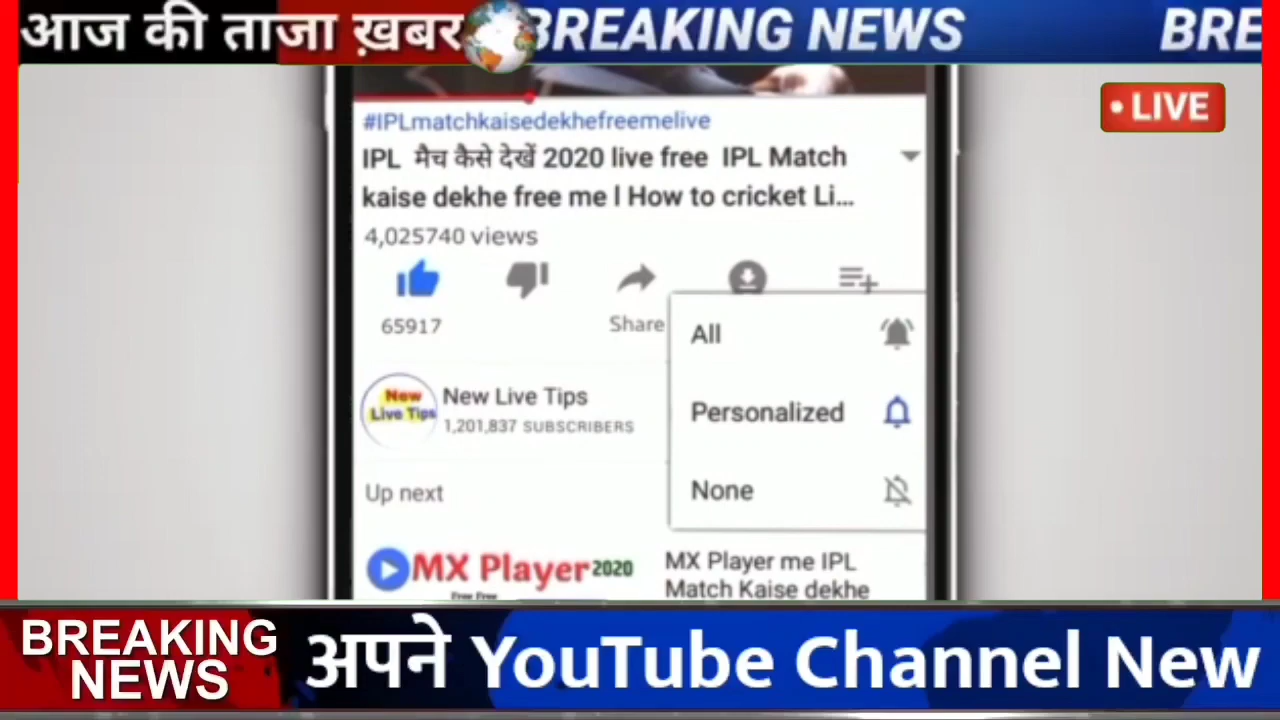 आज की ताजा ख़बर
BREAKING NEWS
BRE
• LIVE
#IPLmatchkaisedekhefreemelive
IPL मैच कैसे देखें 2020 live free IPL Match
kaise dekhe free me l How to cricket Li...
4,025740 views
65917
Share
All
Personalized
None
New Live Tips
New Live Tips
1,201,837 SUBSCRIBERS
Up next
MX Player 2020
Free Free
MX Player me IPL
Match Kaise dekhe
BREAKING
NEWS
अपने YouTube Channel New